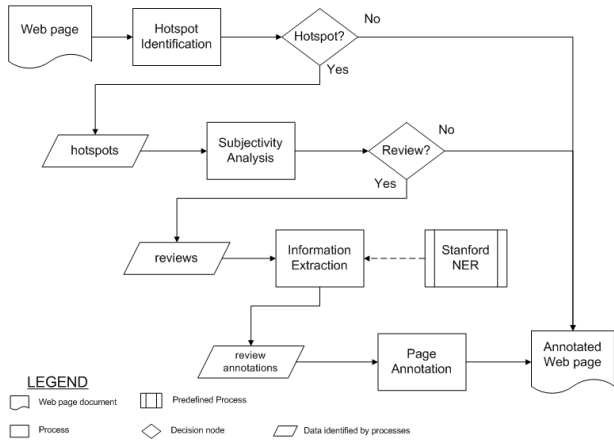 Web page
Hotspot
Identification
Hotspot?
No
Yes
hotspots
Subjectivity
Analysis
Review?
No
Yes
reviews
Information
Extraction
Stanford
NER
review
annotations
Page
Annotation
Annotated
Web page
LEGEND
Web page document
Predefined Process
Process
Decision node
Data identified by processes